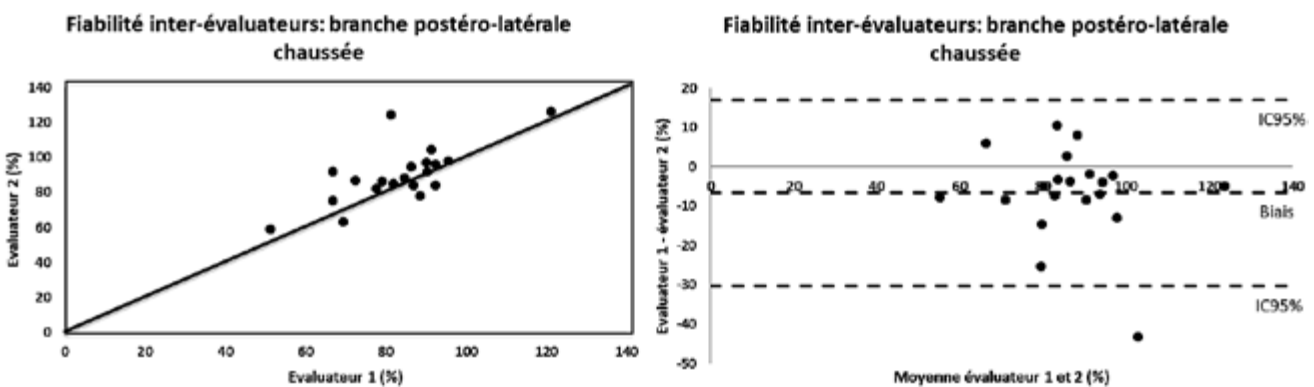 Fiabilité inter-évaluateurs: branche postéro-latérale
chaussée
140
120
100
80
60
40
20
0
Evaluateur 2 (%)
0 20 40 60 80 100 120 140
Evaluateur 1 (%)
Fiabilité inter-évaluateurs: branche postéro-latérale
chaussée
20
10
0
-10
-20
-30
-40
-50
Evaluateur 1 - évaluateur 2 (%)
IC95%
0 20 40 60 80 100 120 140
Biais
IC95%
Moyenne évaluateur 1 et 2 (%)